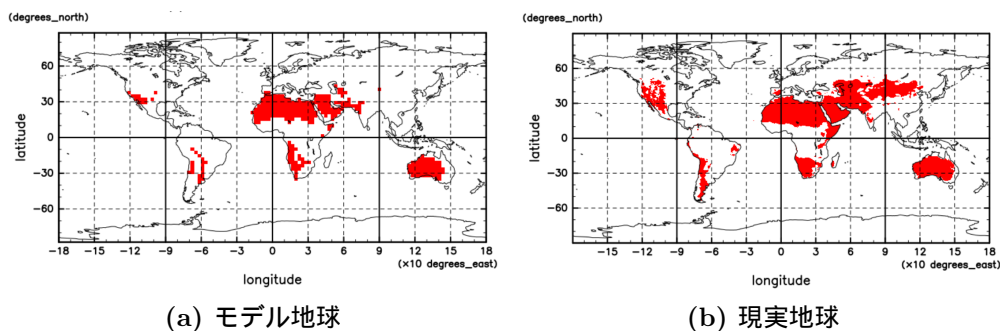 (degrees_north)
60
30
0
−30
−60
latitude
−18 −15 −12 −9 −6 −3 0 3 6 9 12 15 18
(×10 degrees_east)
longitude
(a) モデル地球
(degrees_north)
60
30
0
−30
−60
latitude
−18 −15 −12 −9 −6 −3 0 3 6 9 12 15 18
(×10 degrees_east)
longitude
(b) 現実地球